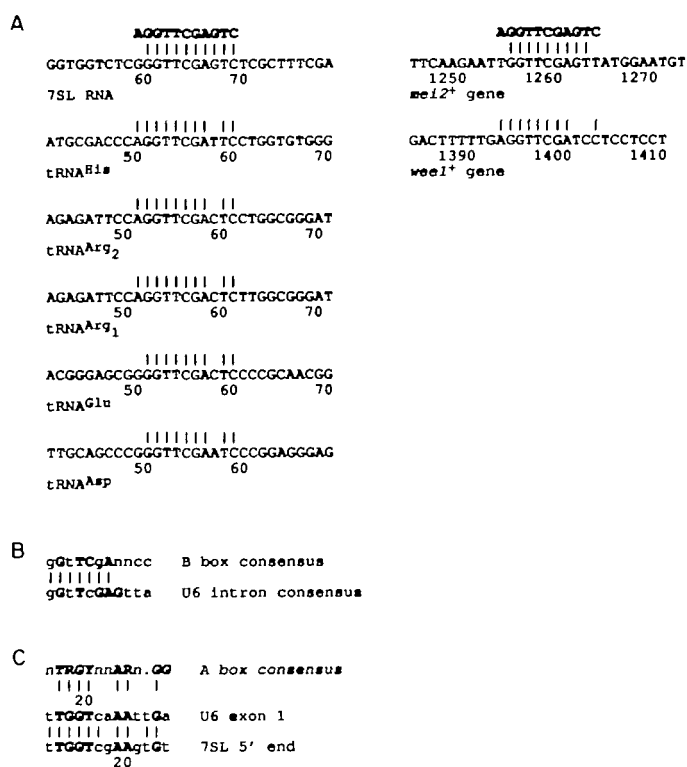 A
AGGTTCGAGTC
GGTGGTCTCGGGTTCGAGTCTCGCTTTCGA
60 70
7SL RNA
ATGCGACCCAGGTTCGATTCCTGGTGTGGG
50 60 70
tRNAHis
AGAGATTCCAGGTTCGACTCCTGGCGGGAT
50 60 70
tRNAArg2
AGAGATTCCAGGTTCGACTCTTGGCGGGAT
50 60 70
tRNAArg1
ACGGGAGCGGGGTTCGACTCCCCGCAACGG
50 60 70
tRNAGlu
TTGCAGCCCGGGTTCGAATCCCGGAGGGAG
50 60
tRNAAsp
AGGTTCGAGTC
TTCAAGAATTGGTTCGAGTTATGGAATGT
1250 1260 1270
mei2+ gene
GACTTTTTGAGGTTCGATCCTCCTCCT
1390 1400 1410
wee1+ gene
B
gGtTCgAnncc B box consensus
gGtTcGAGtta U6 intron consensus
C
nTRGYnnARn.GG A box consensus
20
tTGGTcaAAttGa U6 exon 1
tTGGTcgAAgtGt 7SL 5' end
20